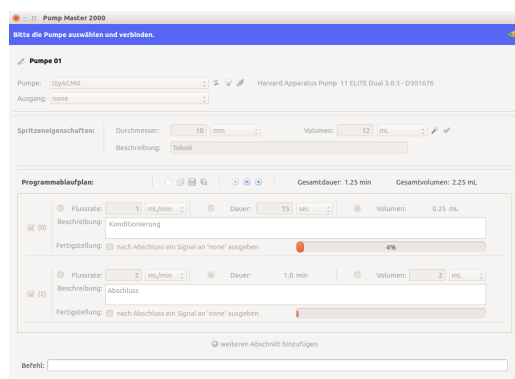 Pump Master 2000
Bitte die Pumpe auswählen und verbinden.
Pumpe 01
Pumpe: ttyACM0 Harvard Apparatus Pump 11 ELITE Dual 3.0.3 - D301676
Ausgang: none
Spritzeneigenschaften: Durchmesser: 10 mm Volumen: 12 mL
Beschreibung: Toluol
Programmablaufplan: Gesamtdauer: 1.25 min Gesamtvolumen: 2.25 mL
Flussrate: 1 mL/min Dauer: 15 sec Volumen: 0.25 mL
(0) Beschreibung: Konditionierung
Fertigstellung: nach Abschluss ein Signal an 'none' ausgeben 4%
Flussrate: 2 mL/min Dauer: 1.0 min Volumen: 2 mL
(2) Beschreibung: Abschluss
Fertigstellung: nach Abschluss ein Signal an 'none' ausgeben
weiteren Abschnitt hinzufügen
Befehl: